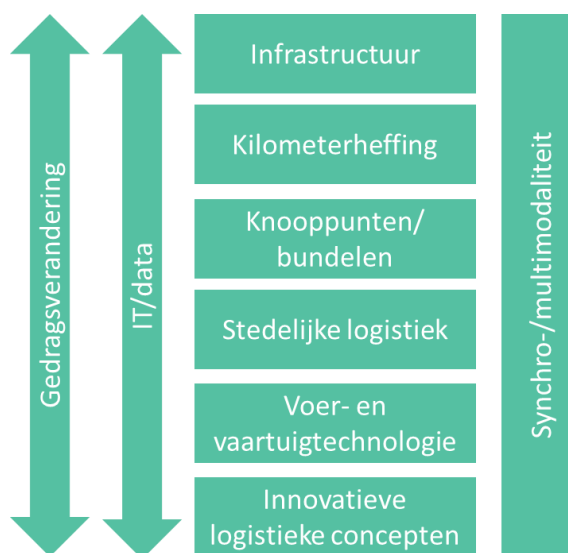 Gedragsverandering
IT/data
Infrastructuur
Kilometerheffing
Knooppunten/
bundelen
Stedelijke logistiek
Voer- en
vaartuigtechnologie
Innovatieve
logistieke concepten
Synchro-/multimodaliteit